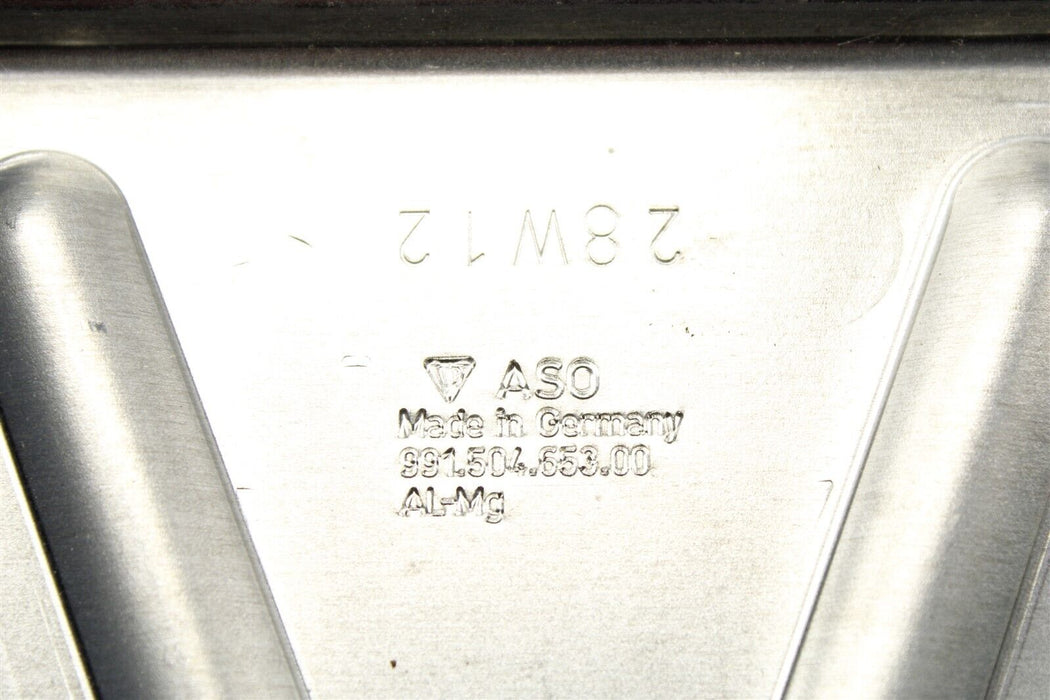 28W12
ASO
Made in Germany
991.504.653.00
AL-Mg